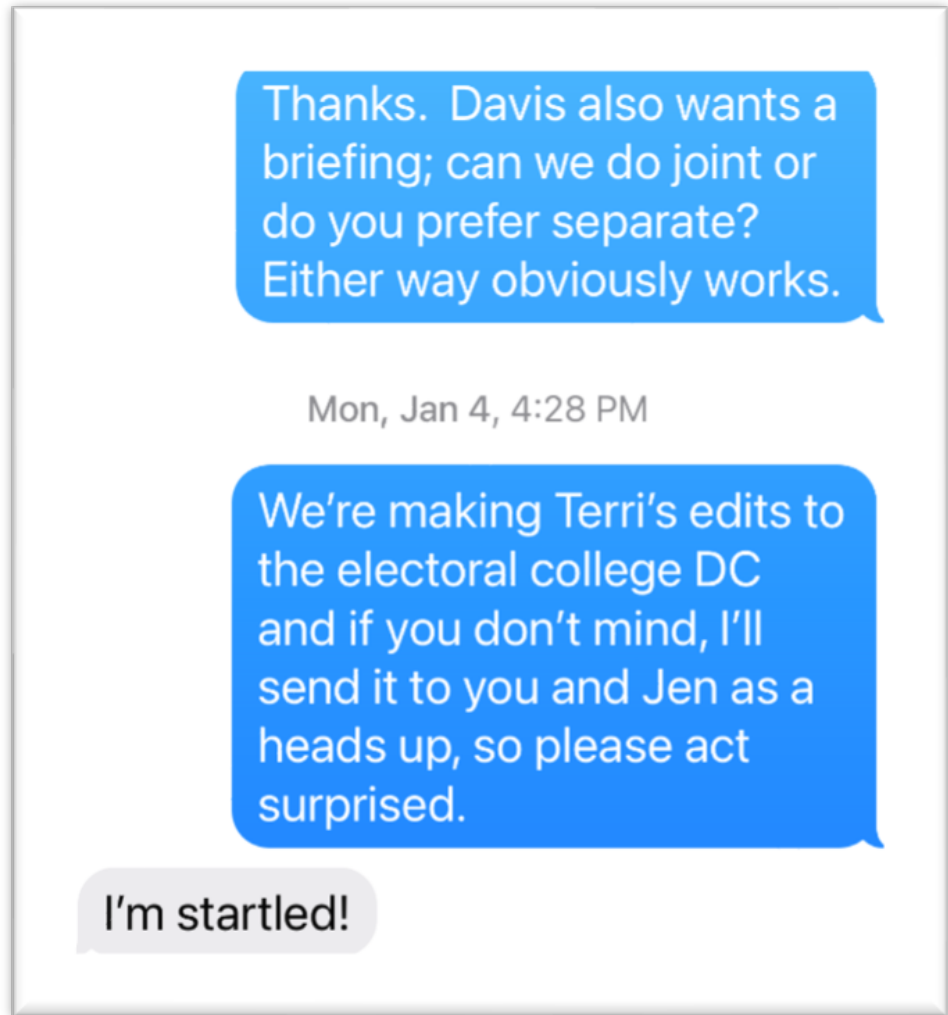 Thanks.  Davis also wants a
briefing; can we do joint or
do you prefer separate?
Either way obviously works.
Mon, Jan 4, 4:28 PM
We’re making Terri’s edits to
the electoral college DC
and if you don’t mind, I’ll
send it to you and Jen as a
heads up, so please act
surprised.
I’m startled!